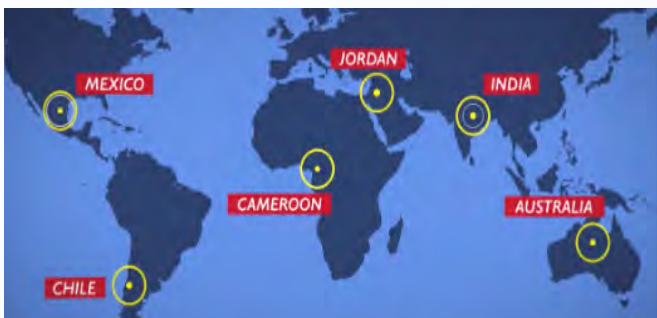 JORDAN
MEXICO
INDIA
CAMEROON
AUSTRALIA
CHILE